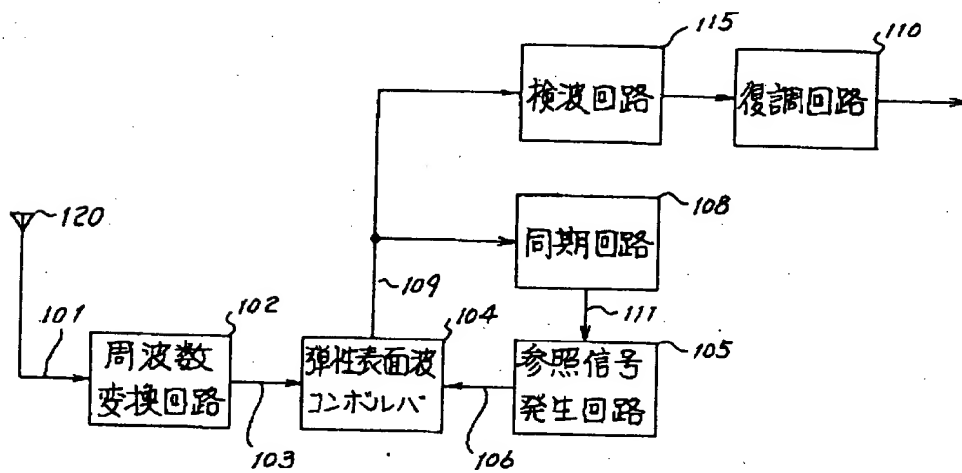 115
110
検波回路
復調回路
120
108
同期回路
109
111
101
102
104
105
周波数
変換回路
弾性表面波
コンボルバ
参照信号
発生回路
103
106